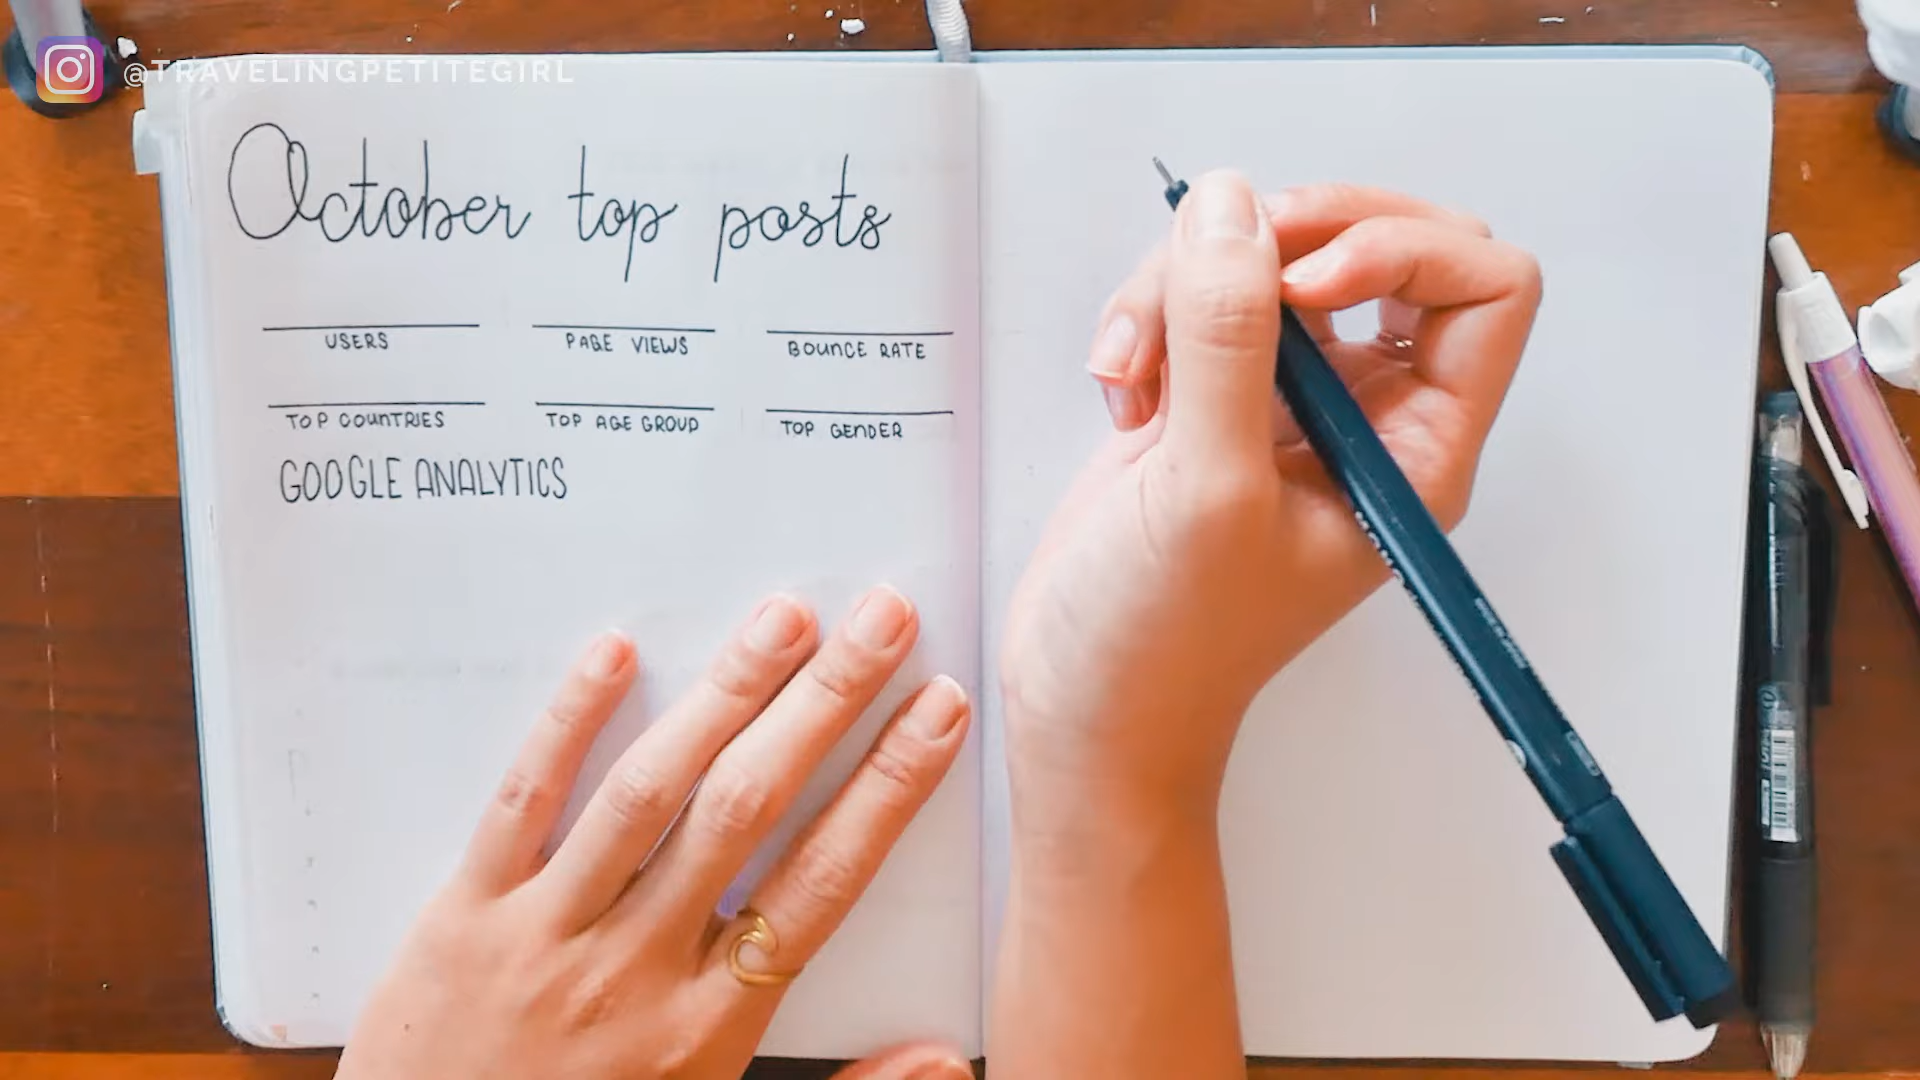 @TRAVELINGPETITEGIRL
October top posts
USERS PAGE VIEWS BOUNCE RATE
TOP COUNTRIES TOP AGE GROUP TOP GENDER
GOOGLE ANALYTICS